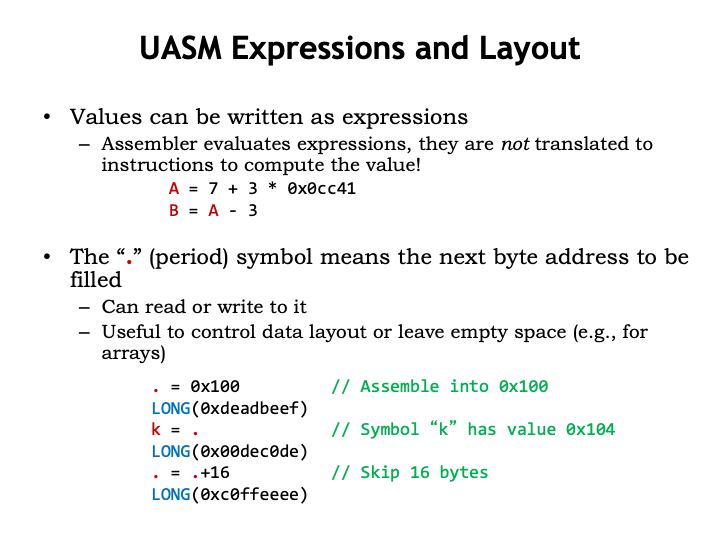 UASM Expressions and Layout
• Values can be written as expressions
– Assembler evaluates expressions, they are not translated to
instructions to compute the value!
A = 7 + 3 * 0x0cc41
B = A - 3
• The “.” (period) symbol means the next byte address to be
filled
– Can read or write to it
– Useful to control data layout or leave empty space (e.g., for
arrays)
. = 0x100 // Assemble into 0x100
LONG(0xdeadbeef)
k = . // Symbol “k” has value 0x104
LONG(0x00dec0de)
. = .+16 // Skip 16 bytes
LONG(0xc0ffeeee)